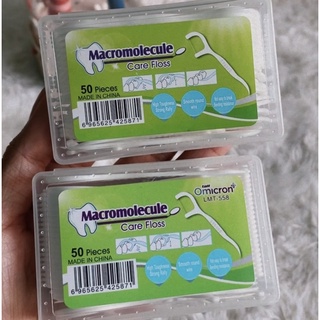 Macromolecule
Care Floss
50 Pieces
MADE IN CHINA
6 965625 425871
Omicron
LMT-558
Macromolecule
Care Floss
50 Pieces
MADE IN CHINA
6 965625 425871